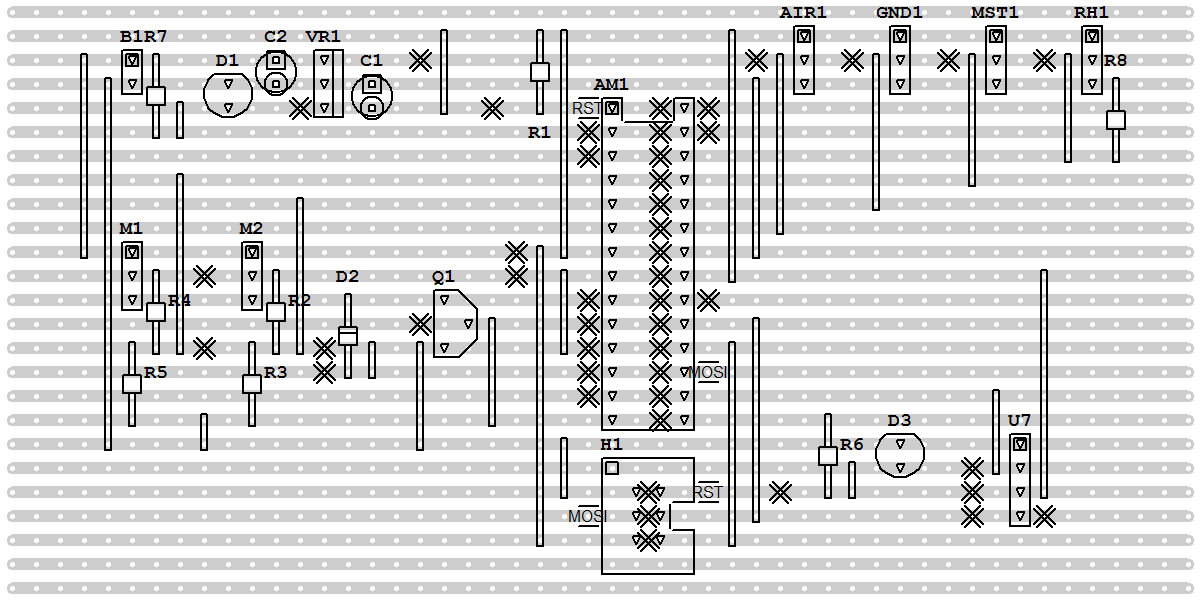 AIR1 GND1 MST1 RH1
B1R7 C2 VR1
D1 C1 R8
AM1
RST
R1
M1 M2
D2 Q1
R4 R2
R5 R3 MOSI
D3 U7
H1 R6
RST
MOSI